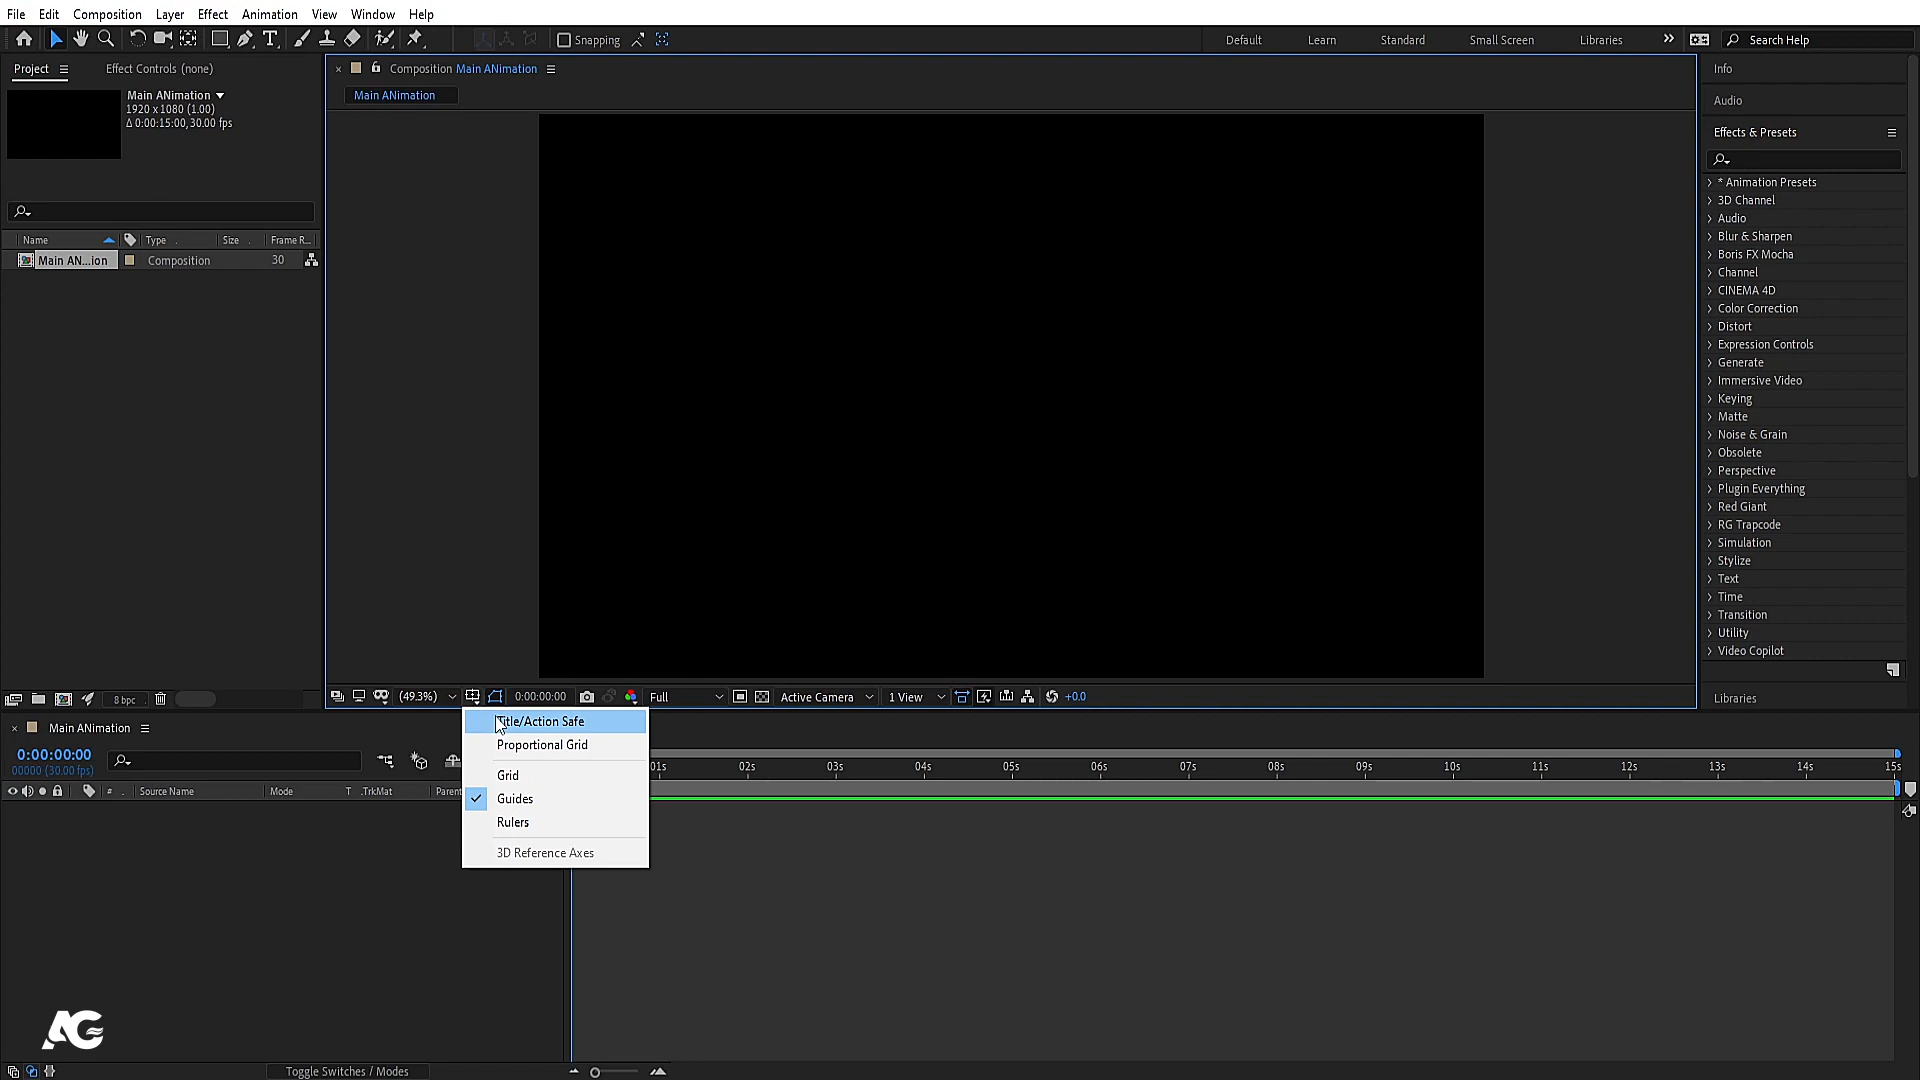 File Edit Composition Layer Effect Animation View Window Help
Snapping Default Learn Standard Small Screen Libraries Search Help
Project Effect Controls (none)
Main ANimation
1920 x 1080 (1.00)
Δ 0:00:15:00, 30.00 fps
Name Type Size Frame R...
Main AN...ion Composition 30
8 bpc
Composition Main ANimation
Main ANimation
(49.3%) 0:00:00:00 Full Active Camera 1 View +0.0
Title/Action Safe
Proportional Grid
Grid
Guides
Rulers
3D Reference Axes
Info
Audio
Effects & Presets
* Animation Presets
3D Channel
Audio
Blur & Sharpen
Boris FX Mocha
Channel
CINEMA 4D
Color Correction
Distort
Expression Controls
Generate
Immersive Video
Keying
Matte
Noise & Grain
Obsolete
Perspective
Plugin Everything
Red Giant
RG Trapcode
Simulation
Stylize
Text
Time
Transition
Utility
Video Copilot
Libraries
Main ANimation
0:00:00:00
00000 (30.00 fps)
# Source Name Mode T .TrkMat Parent
01s 02s 03s 04s 05s 06s 07s 08s 09s 10s 11s 12s 13s 14s 15s
AG
Toggle Switches / Modes